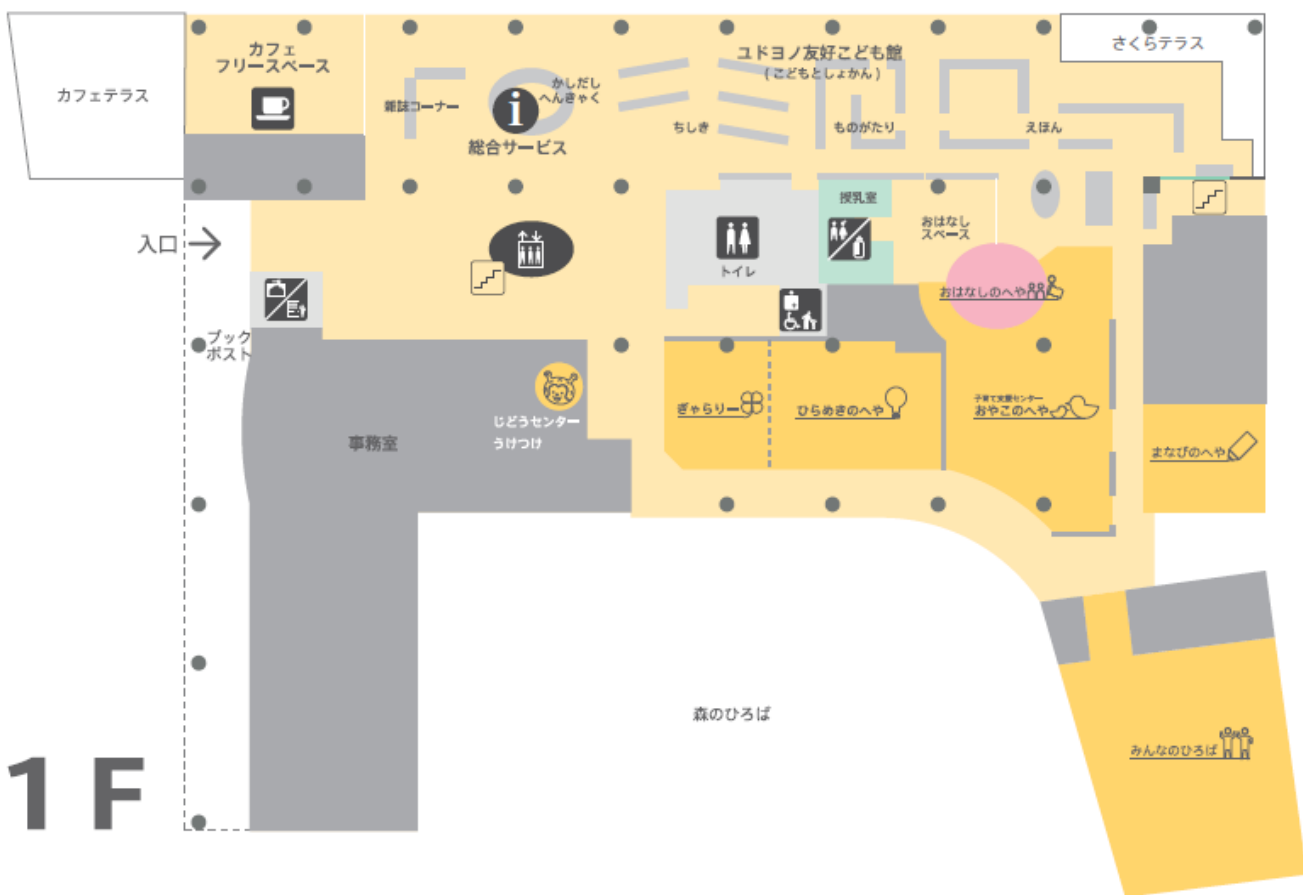 カフェテラス
カフェ
フリースペース
雑誌コーナー
かしだし
へんきゃく
i
総合サービス
ユドヨノ友好こども館
(こどもとしょかん)
ちしき
ものがたり
えほん
さくらテラス
入口
トイレ
授乳室
おはなし
スペース
おはなしのへや
ブック
ポスト
じどうセンター
うけつけ
事務室
ぎゃらりー
ひらめきのへや
子育て支援センター
おやこのへや
まなびのへや
森のひろば
みんなのひろば
1F